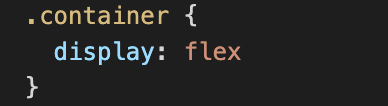 .container {
  display: flex
}